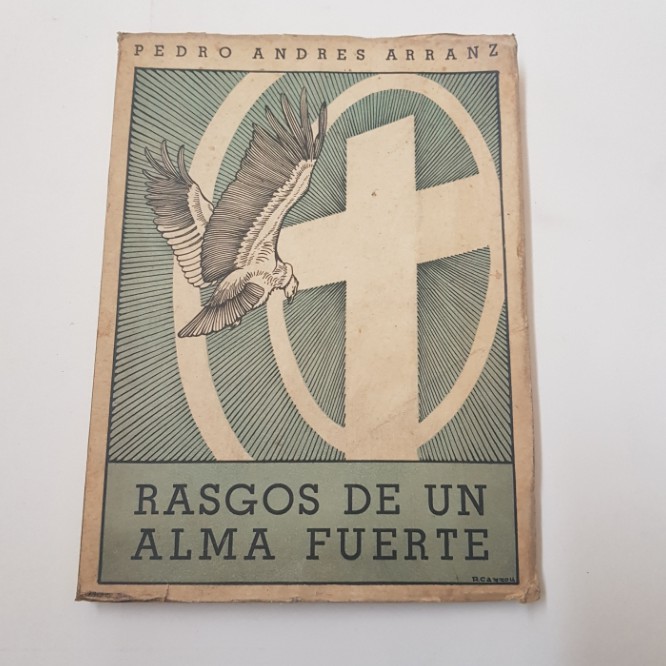 PEDRO ANDRES ARRANZ
RASGOS DE UN
ALMA FUERTE